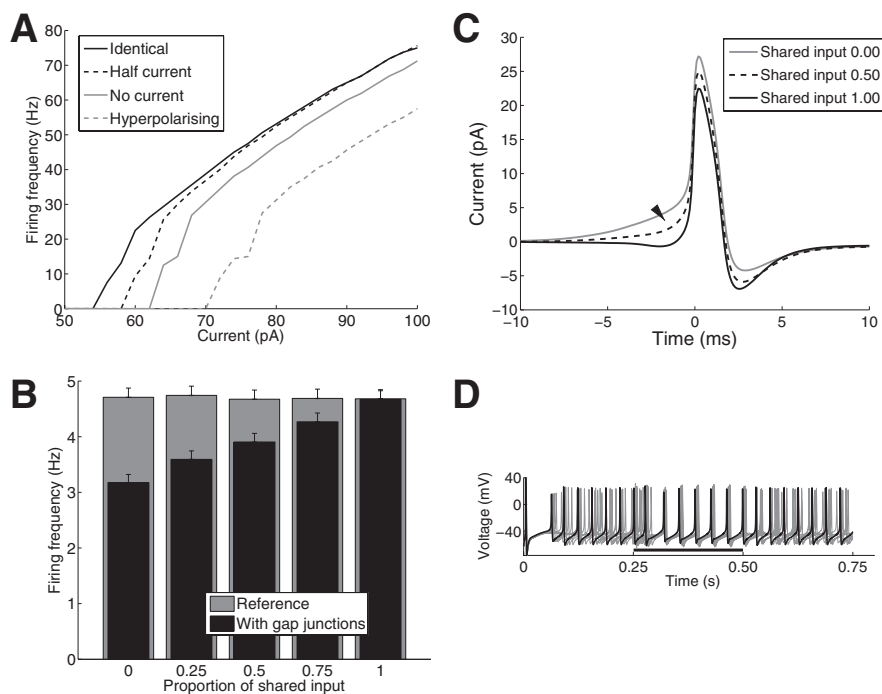 A
Firing frequency (Hz)
80
70
60
50
40
30
20
10
0
50
60
70
80
90
100
Current (pA)
Identical
Half current
No current
Hyperpolarising
C
Current (pA)
30
25
20
15
10
5
0
−5
−10
−10
−5
0
5
10
Time (ms)
Shared input 0.00
Shared input 0.50
Shared input 1.00
B
Firing frequency (Hz)
5
4
3
2
1
0
0
0.25
0.5
0.75
1
Proportion of shared input
Reference
With gap junctions
D
Voltage (mV)
40
0
−40
0
0.25
0.50
0.75
Time (s)